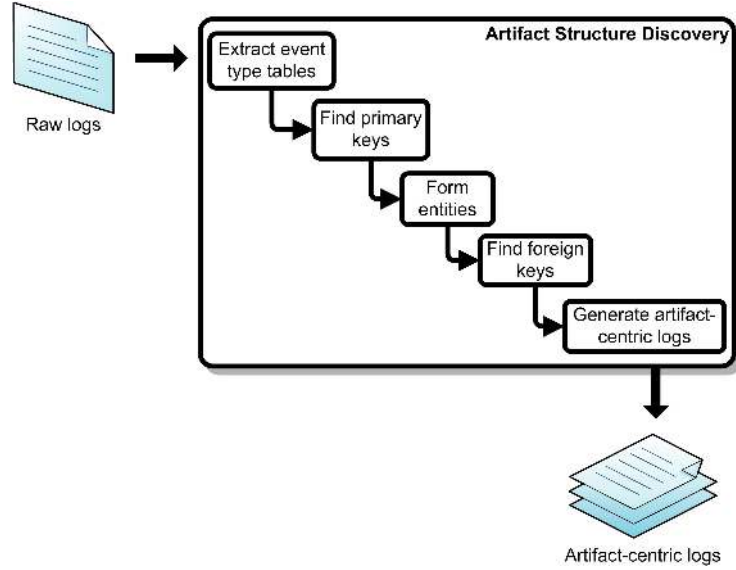 Artifact Structure Discovery
Raw logs
Extract event
type tables
Find primary
keys
Form
entities
Find foreign
keys
Generate artifact-
centric logs
Artifact-centric logs